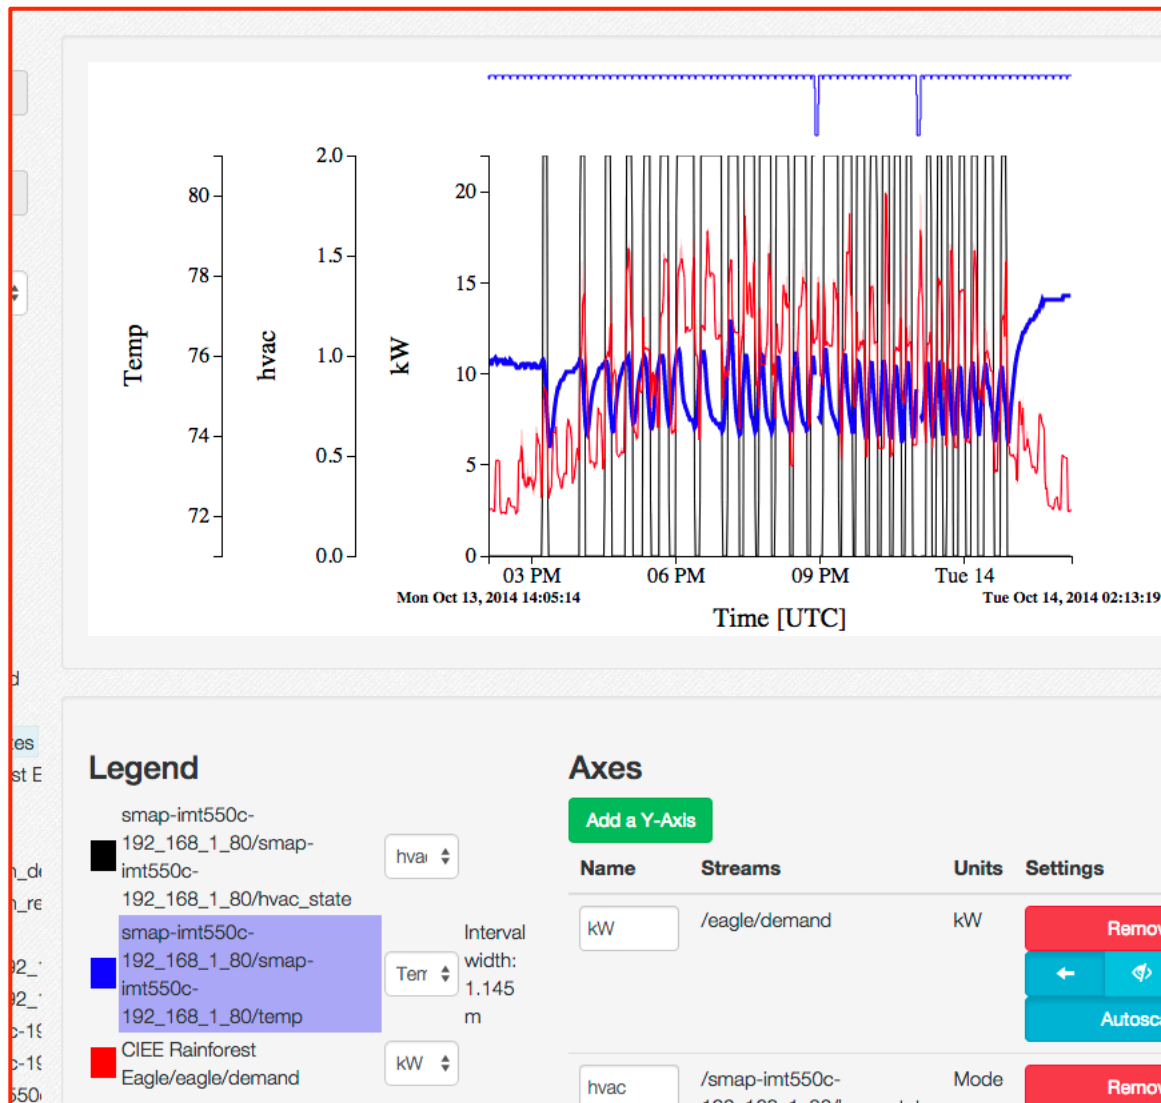 80
78
76
74
72
Temp
2.0
1.5
1.0
0.5
0.0
hvac
20
15
10
5
0
kW
03 PM
06 PM
09 PM
Tue 14
Mon Oct 13, 2014 14:05:14
Tue Oct 14, 2014 02:13:19
Time [UTC]
Legend
smap-imt550c-
192_168_1_80/smap-
imt550c-
192_168_1_80/hvac_state
smap-imt550c-
192_168_1_80/smap-
imt550c-
192_168_1_80/temp
Interval
width:
1.145
m
CIEE Rainforest
Eagle/eagle/demand
kW
Axes
Add a Y-Axis
Name Streams Units Settings
kW /eagle/demand kW Remov
Autosca
hvac /smap-imt550c- Mode Remov